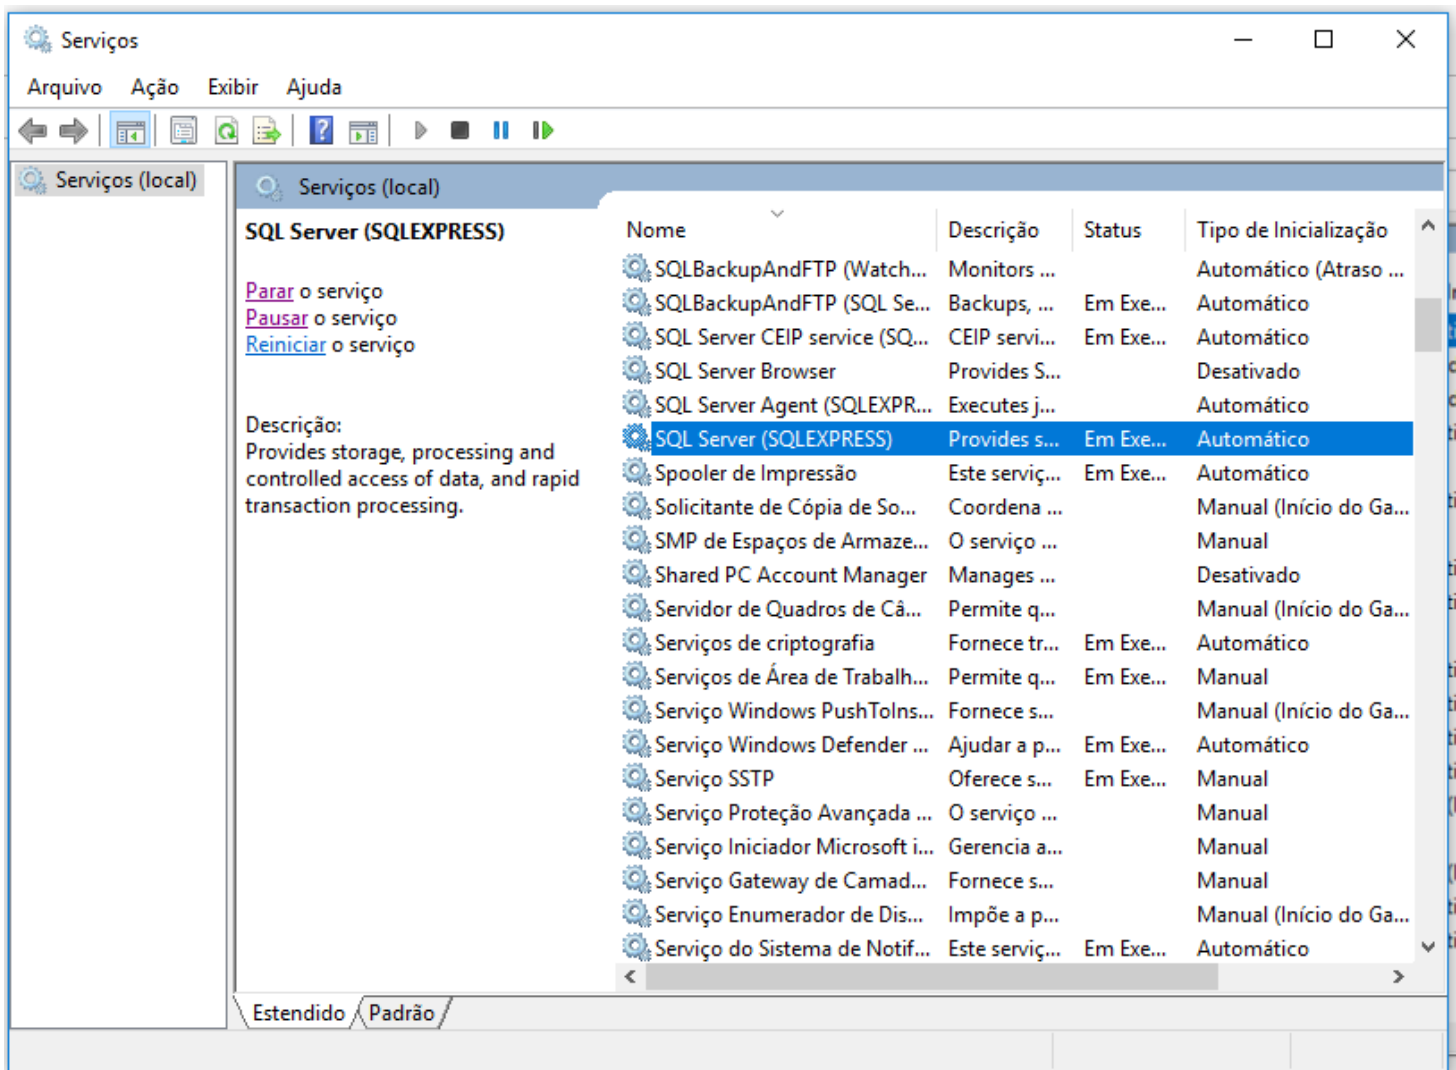 Serviços
Arquivo Ação Exibir Ajuda
Serviços (local)
Serviços (local)
SQL Server (SQLEXPRESS)
Parar o serviço
Pausar o serviço
Reiniciar o serviço
Descrição:
Provides storage, processing and
controlled access of data, and rapid
transaction processing.
Nome Descrição Status Tipo de Inicialização
SQLBackupAndFTP (Watch... Monitors ... Automático (Atraso ...
SQLBackupAndFTP (SQL Se... Backups, ... Em Exe... Automático
SQL Server CEIP service (SQ... CEIP servi... Em Exe... Automático
SQL Server Browser Provides S... Desativado
SQL Server Agent (SQLEXPR... Executes j... Automático
SQL Server (SQLEXPRESS) Provides s... Em Exe... Automático
Spooler de Impressão Este serviç... Em Exe... Automático
Solicitante de Cópia de So... Coordena ... Manual (Início do Ga...
SMP de Espaços de Armaze... O serviço ... Manual
Shared PC Account Manager Manages ... Desativado
Servidor de Quadros de Câ... Permite q... Manual (Início do Ga...
Serviços de criptografia Fornece tr... Em Exe... Automático
Serviços de Área de Trabalh... Permite q... Em Exe... Manual
Serviço Windows PushToIns... Fornece s... Manual (Início do Ga...
Serviço Windows Defender ... Ajudar a p... Em Exe... Automático
Serviço SSTP Oferece s... Em Exe... Manual
Serviço Proteção Avançada ... O serviço ... Manual
Serviço Iniciador Microsoft i... Gerencia a... Manual
Serviço Gateway de Camad... Fornece s... Manual
Serviço Enumerador de Dis... Impõe a p... Manual (Início do Ga...
Serviço do Sistema de Notif... Este serviç... Em Exe... Automático
Estendido Padrão